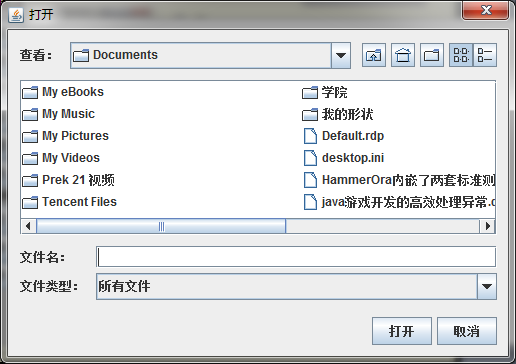 打开
查看: Documents
My eBooks
My Music
My Pictures
My Videos
Prek 21 视频
Tencent Files
学院
我的形状
Default.rdp
desktop.ini
HammerOra内嵌了两套标准测
java游戏开发的高效处理异常.d
文件名:
文件类型: 所有文件
打开 取消